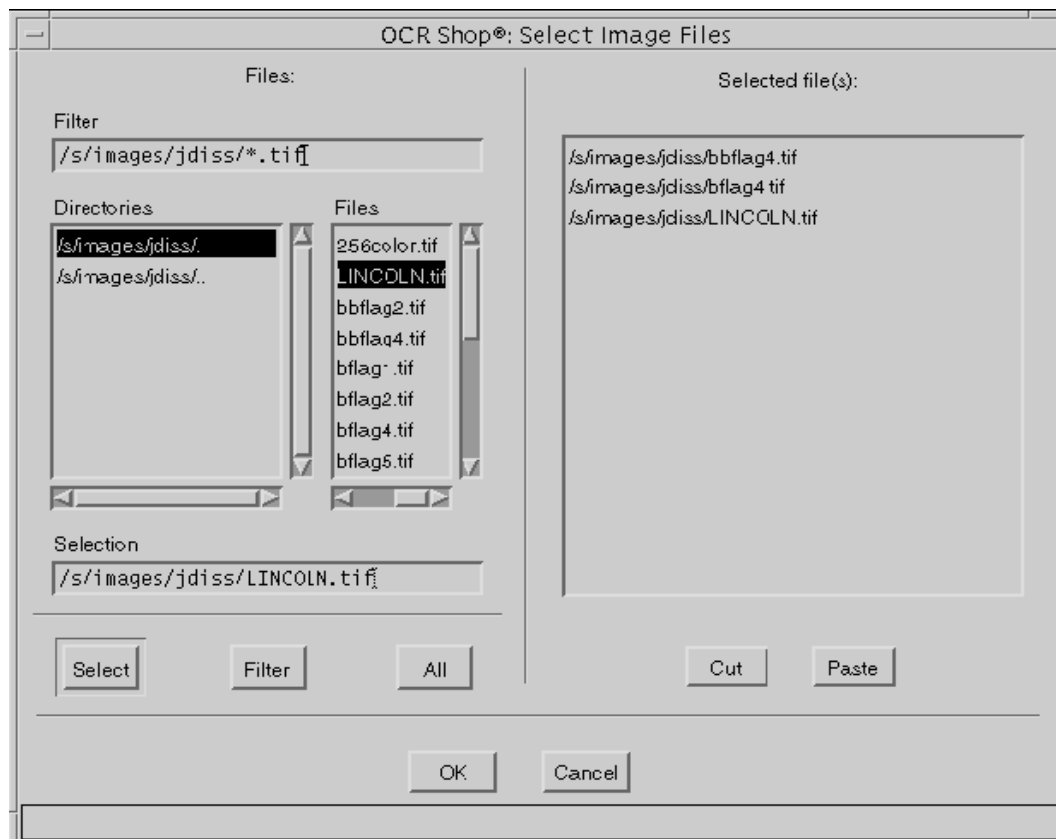 OCR Shop®: Select Image Files
Files:
Filter
/s/images/jdiss/*.tif
Directories
/s/images/jdiss/.
/s/images/jdiss/..
Files
256color.tif
LINCOLN.tif
bbflag2.tif
bbflag4.tif
bflag1.tif
bflag2.tif
bflag4.tif
bflag5.tif
Selection
/s/images/jdiss/LINCOLN.tif
Select
Filter
All
Selected file(s):
/s/images/jdiss/bbflag4.tif
/s/images/jdiss/bflag4.tif
/s/images/jdiss/LINCOLN.tif
Cut
Paste
OK
Cancel